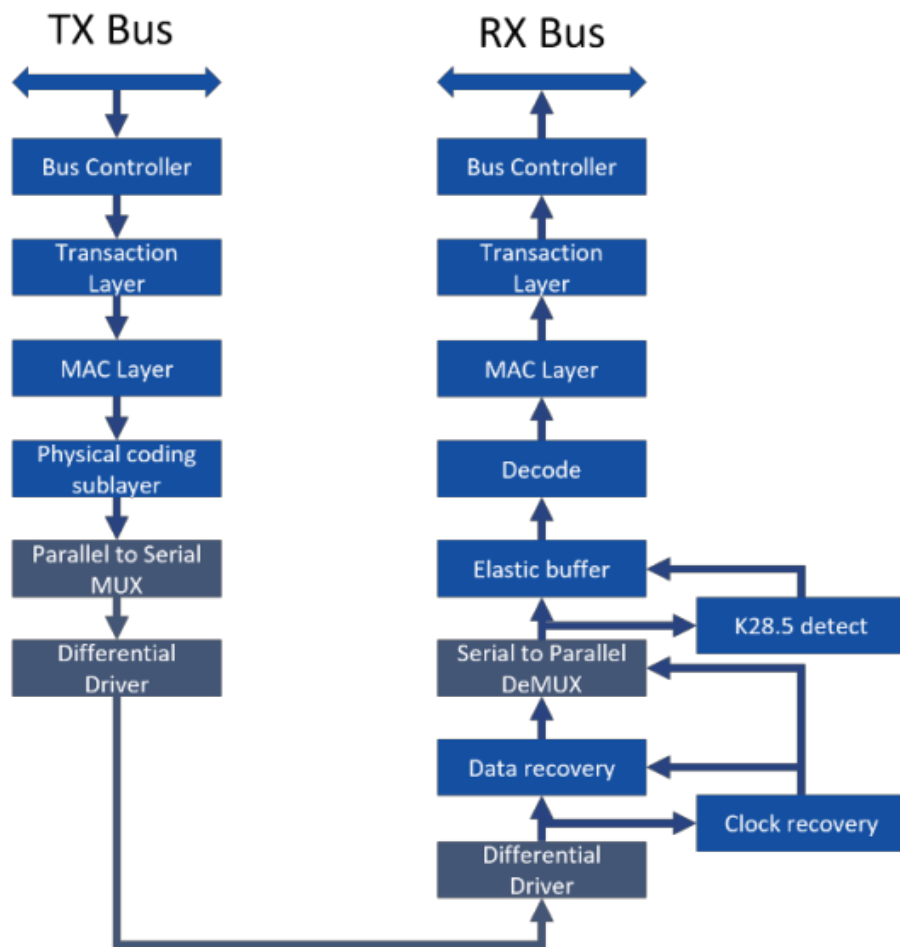 TX Bus
RX Bus
Bus Controller
Bus Controller
Transaction
Layer
Transaction
Layer
MAC Layer
MAC Layer
Physical coding
sublayer
Decode
Parallel to Serial
MUX
Elastic buffer
K28.5 detect
Differential
Driver
Serial to Parallel
DeMUX
Data recovery
Clock recovery
Differential
Driver